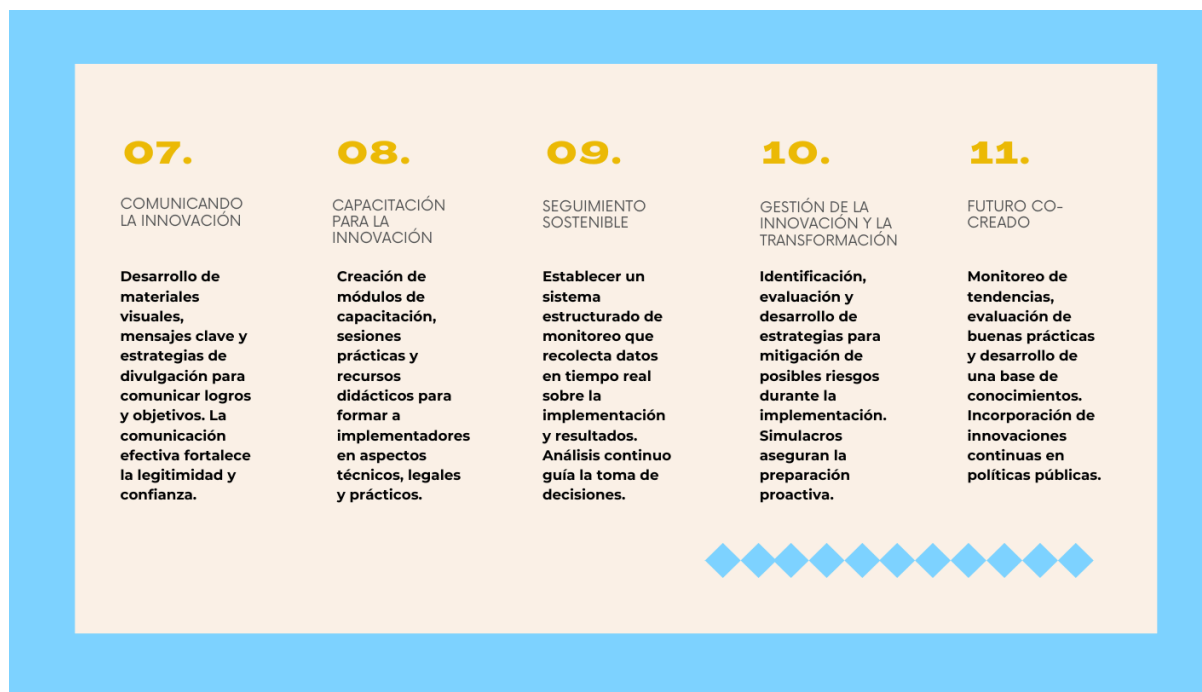 07.
COMUNICANDO
LA INNOVACIÓN
Desarrollo de
materiales
visuales,
mensajes clave y
estrategias de
divulgación para
comunicar logros
y objetivos. La
comunicación
efectiva fortalece
la legitimidad y
confianza.
08.
CAPACITACIÓN
PARA LA
INNOVACIÓN
Creación de
módulos de
capacitación,
sesiones
prácticas y
recursos
didácticos para
formar a
implementadores
en aspectos
técnicos, legales
y prácticos.
09.
SEGUIMIENTO
SOSTENIBLE
Establecer un
sistema
estructurado de
monitoreo que
recolecta datos
en tiempo real
sobre la
implementación
y resultados.
Análisis continuo
guía la toma de
decisiones.
10.
GESTIÓN DE LA
INNOVACIÓN Y LA
TRANSFORMACIÓN
Identificación,
evaluación y
desarrollo de
estrategias para
mitigación de
posibles riesgos
durante la
implementación.
Simulacros
aseguran la
preparación
proactiva.
11.
FUTURO CO-
CREADO
Monitoreo de
tendencias,
evaluación de
buenas prácticas
y desarrollo de
una base de
conocimientos.
Incorporación de
innovaciones
continuas en
políticas públicas.